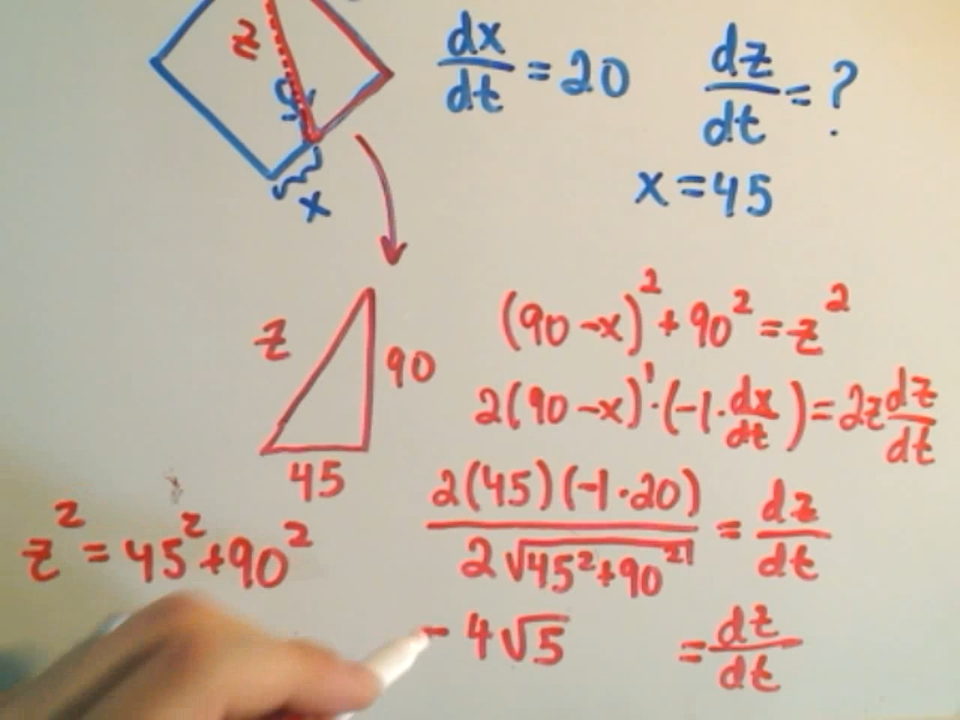 z
dx/dt = 20
dz/dt = ?
x
x = 45
z
90
45
(90 - x)² + 90² = z²
2(90 - x)¹ · (-1 · dx/dt) = 2z dz/dt
2(45)(-1 · 20) / 2√(45² + 90²) = dz/dt
z² = 45² + 90²
- 4√5 = dz/dt